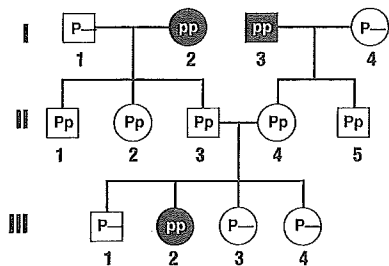 I P— pp pp P—
1 2 3 4
II Pp Pp Pp Pp Pp
1 2 3 4 5
III P— pp P— P—
1 2 3 4